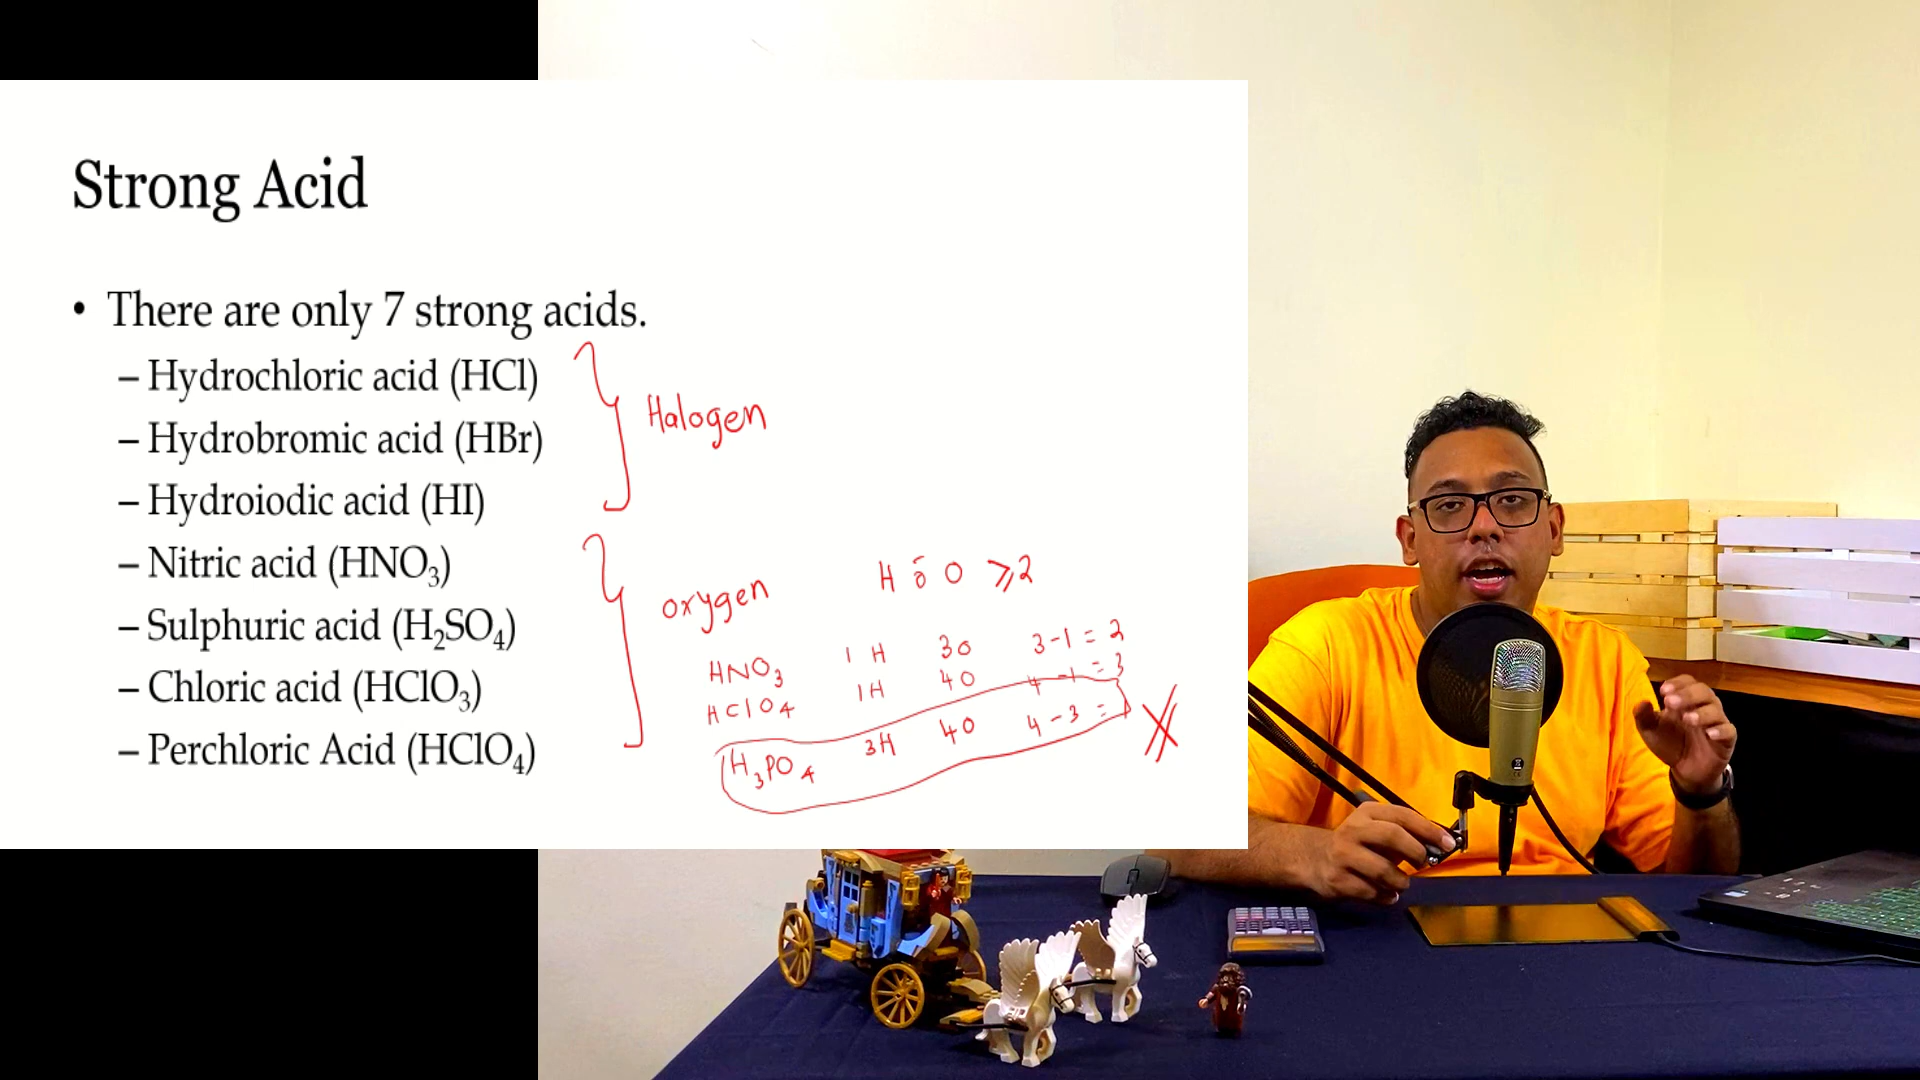 Strong Acid
• There are only 7 strong acids.
– Hydrochloric acid (HCl)
– Hydrobromic acid (HBr)
– Hydroiodic acid (HI)
– Nitric acid (HNO₃)
– Sulphuric acid (H₂SO₄)
– Chloric acid (HClO₃)
– Perchloric Acid (HClO₄)
Halogen
oxygen
H ō O ⩾2
HNO₃ 1 H 3O 3-1 = 2
HClO₄ 1H 4O 4-1 = 3
H₃PO₄ 3H 4O 4-3 = 1